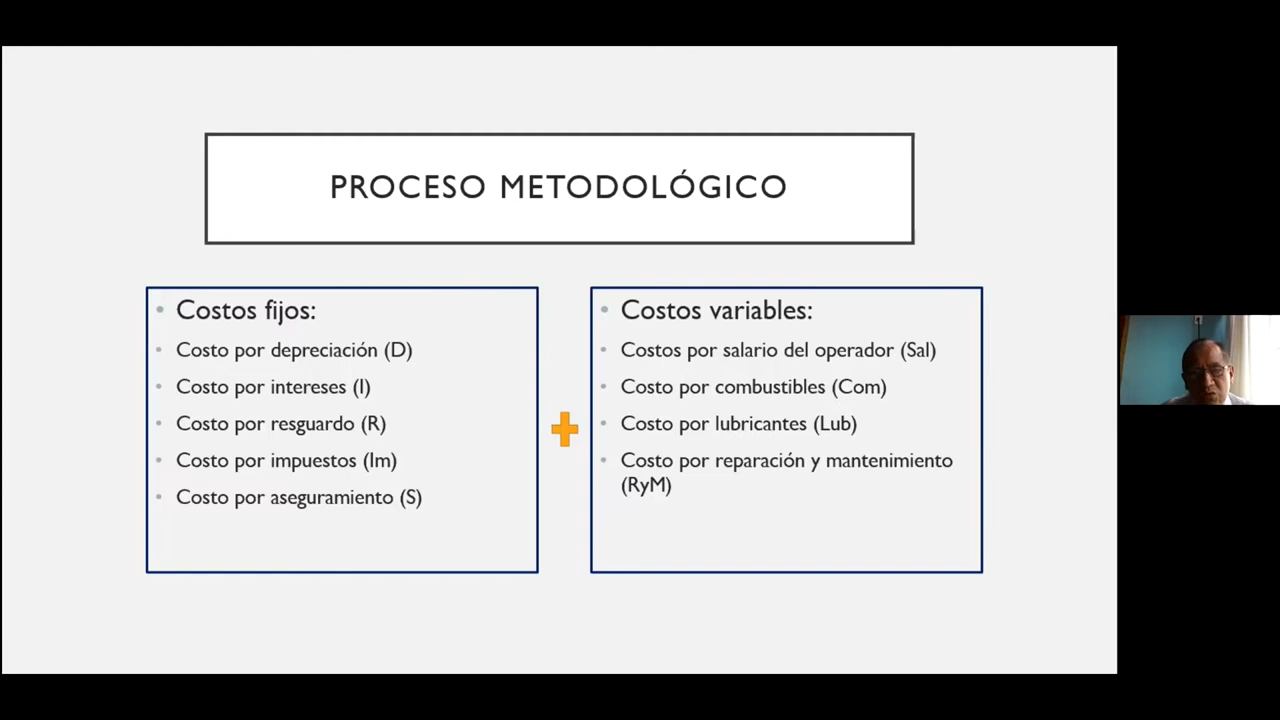 PROCESO METODOLÓGICO
• Costos fijos:
• Costo por depreciación (D)
• Costo por intereses (I)
• Costo por resguardo (R)
• Costo por impuestos (Im)
• Costo por aseguramiento (S)
• Costos variables:
• Costos por salario del operador (Sal)
• Costo por combustibles (Com)
• Costo por lubricantes (Lub)
• Costo por reparación y mantenimiento
(RyM)